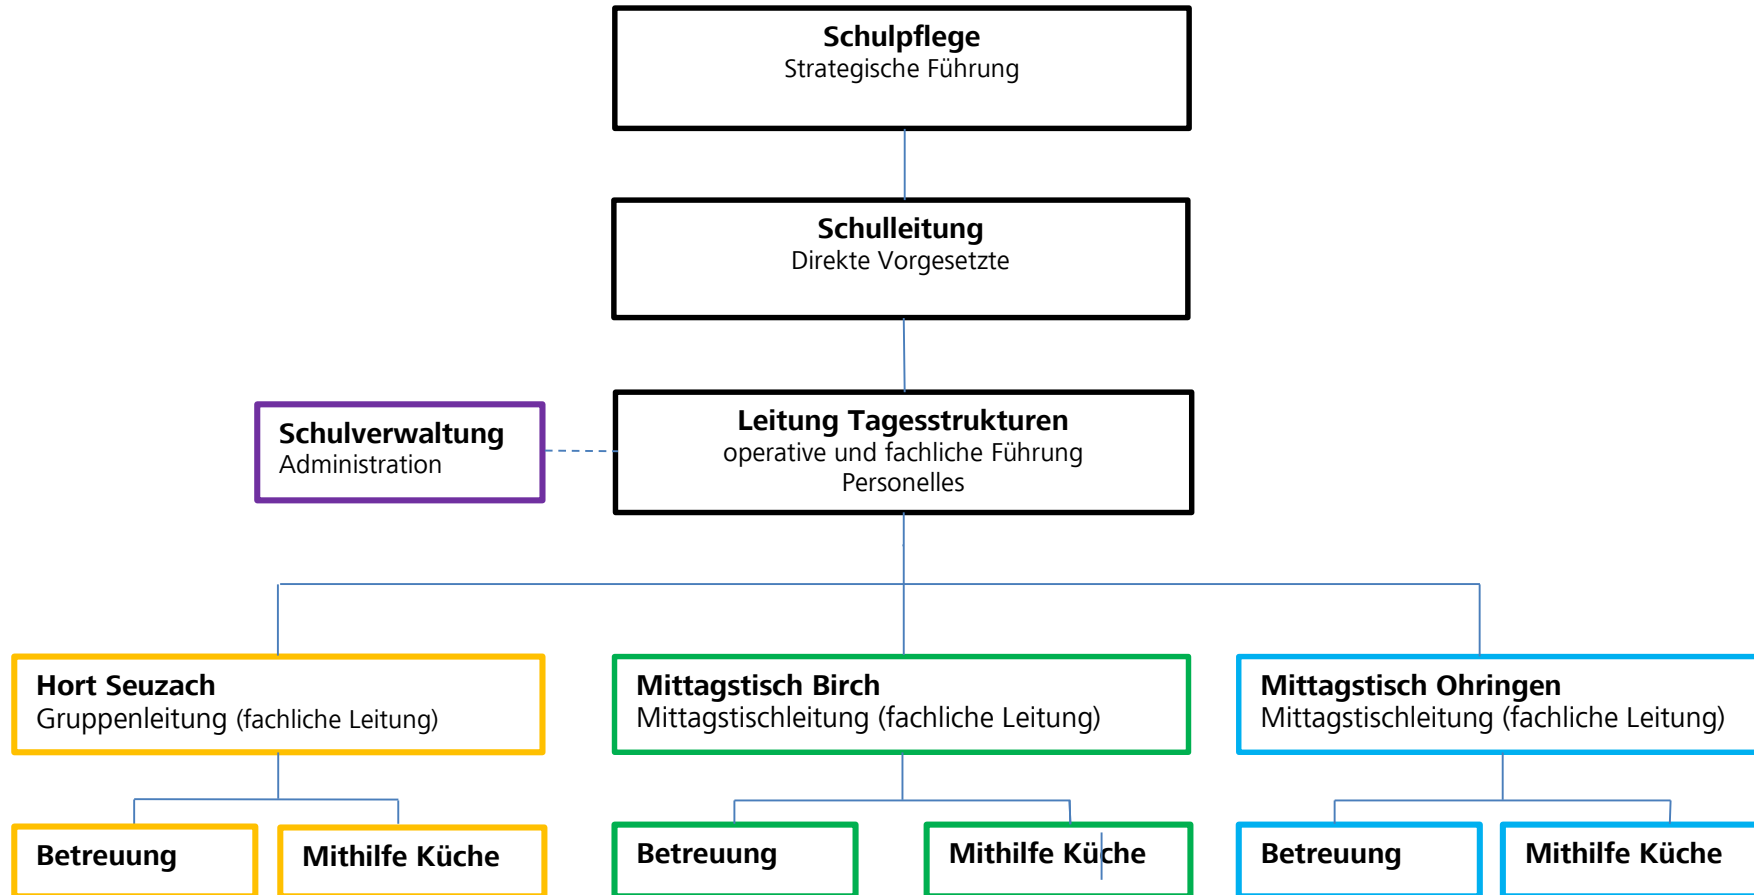 Schulpflege
Strategische Führung
Schulleitung
Direkte Vorgesetzte
Schulverwaltung
Administration
Leitung Tagesstrukturen
operative und fachliche Führung
Personelles
Hort Seuzach
Gruppenleitung (fachliche Leitung)
Mittagstisch Birch
Mittagstischleitung (fachliche Leitung)
Mittagstisch Ohringen
Mittagstischleitung (fachliche Leitung)
Betreuung
Mithilfe Küche
Betreuung
Mithilfe Küche
Betreuung
Mithilfe Küche